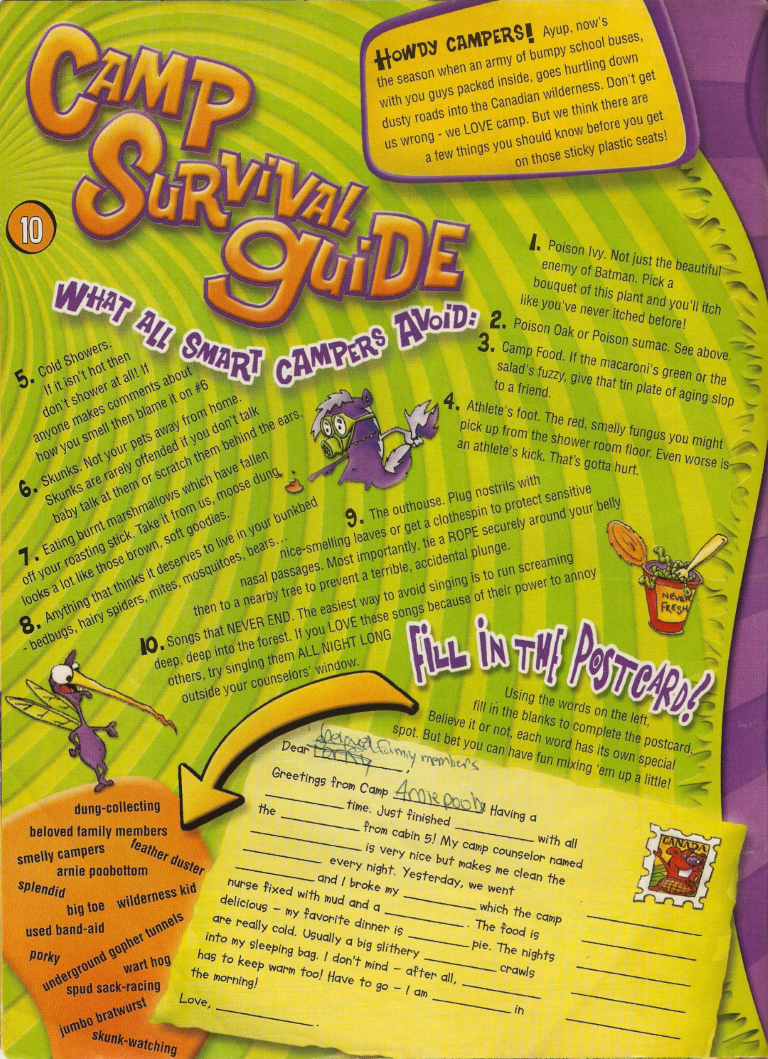 CAMP
SURVIVAL
GUIDE
HOWDY CAMPERS! Ayup, now's
the season when an army of bumpy school buses,
with you guys packed inside, goes hurtling down
dusty roads into the Canadian wilderness. Don't get
us wrong - we LOVE camp. But we think there are
a few things you should know before you get
on those sticky plastic seats!
10
WHAT ALL SMART CAMPERS AVOID:
1. Poison Ivy. Not just the beautiful
enemy of Batman. Pick a
bouquet of this plant and you'll itch
like you've never itched before!
2. Poison Oak or Poison sumac. See above.
3. Camp Food. If the macaroni's green or the
salad's fuzzy, give that tin plate of aging slop
to a friend.
4. Athlete's foot. The red, smelly fungus you might
pick up from the shower room floor. Even worse is
an athlete's kick. That's gotta hurt.
5. Cold Showers.
If it isn't hot then
don't shower at all! If
anyone makes comments about
how you smell then blame it on #6
6. Skunks. Not your pets away from home.
Skunks are rarely offended if you don't talk
baby talk at them or scratch them behind the ears.
7. Eating burnt marshmallows which have fallen
off your roasting stick. Take it from us, moose dung,
looks a lot like those brown, soft goodies.
8. Anything that thinks it deserves to live in your bunkbed
- bedbugs, hairy spiders, mites, mosquitoes, bears...
9. The outhouse. Plug nostrils with
nice-smelling leaves or get a clothespin to protect sensitive
nasal passages. Most importantly, tie a ROPE securely around your belly
then to a nearby tree to prevent a terrible, accidental plunge.
10. Songs that NEVER END. The easiest way to avoid singing is to run screaming
deep, deep into the forest. If you LOVE these songs because of their power to annoy
others, try singing them ALL NIGHT LONG
outside your counselors' window.
NEVER
FRESH
FILL IN THE POSTCARD!
Using the words on the left,
fill in the blanks to complete the postcard,
Believe it or not, each word has its own special
spot. But bet you can have fun mixing 'em up a little!
dung-collecting
beloved family members
smelly campers
feather duster
arnie poobottom
splendid
wilderness kid
big toe
used band-aid
underground gopher tunnels
porky
wart hog
spud sack-racing
jumbo bratwurst
skunk-watching
beloved family members
Dear Porky
Greetings from Camp Arnie pooh Having a
____ time. Just finished ____ with all
the ____ from cabin 5! My camp counselor named
____ is very nice but makes me clean the
____ every night. Yesterday, we went
____ and I broke my ____ which the camp
nurse fixed with mud and a ____. The food is
delicious - my favorite dinner is ____ pie. The nights
are really cold. Usually a big slithery ____ crawls
into my sleeping bag. I don't mind - after all, ____
has to keep warm too! Have to go - I am ____ in
the morning!
Love, ____.
CANADA